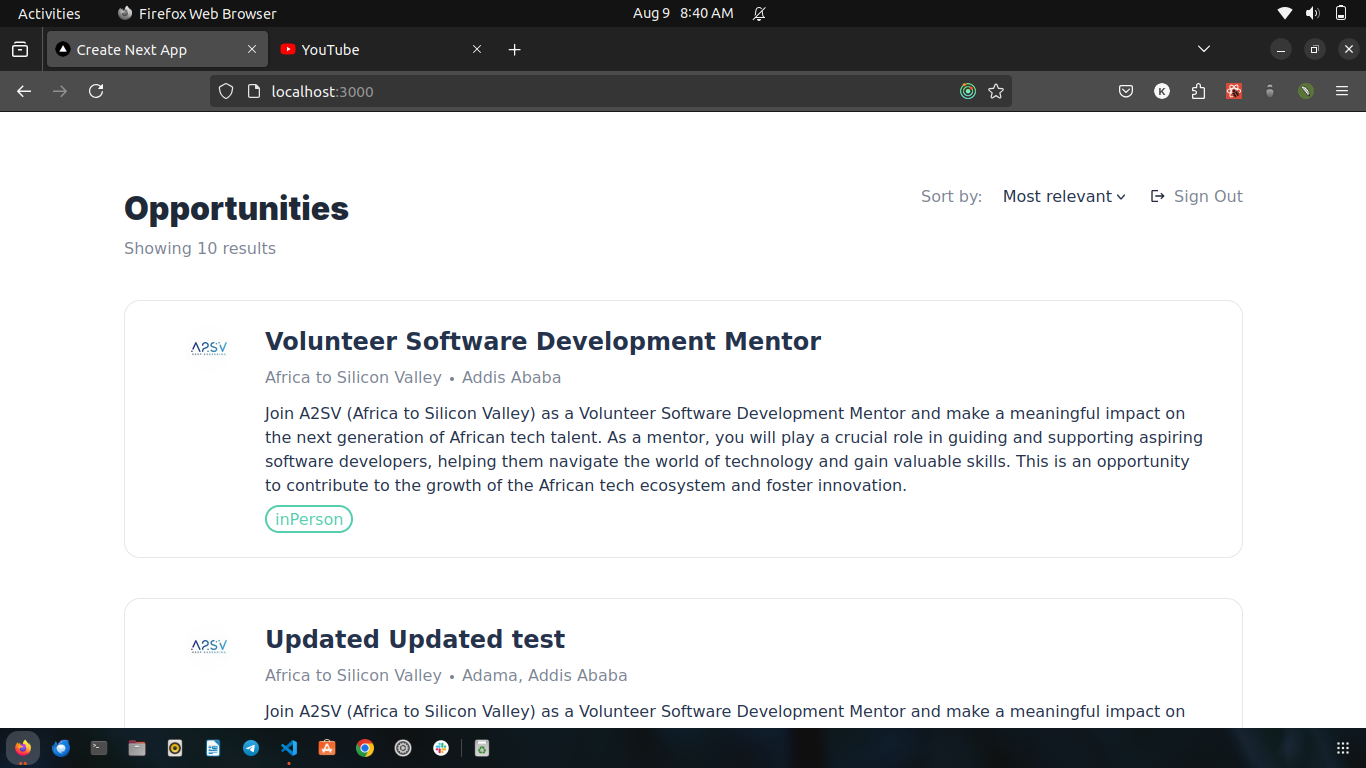 Activities
Firefox Web Browser
Aug 9 8:40 AM
Create Next App
YouTube
localhost:3000
K
Opportunities
Sort by:
Most relevant
Sign Out
Showing 10 results
A2SV
Volunteer Software Development Mentor
Africa to Silicon Valley • Addis Ababa
Join A2SV (Africa to Silicon Valley) as a Volunteer Software Development Mentor and make a meaningful impact on
the next generation of African tech talent. As a mentor, you will play a crucial role in guiding and supporting aspiring
software developers, helping them navigate the world of technology and gain valuable skills. This is an opportunity
to contribute to the growth of the African tech ecosystem and foster innovation.
inPerson
A2SV
Updated Updated test
Africa to Silicon Valley • Adama, Addis Ababa
Join A2SV (Africa to Silicon Valley) as a Volunteer Software Development Mentor and make a meaningful impact on